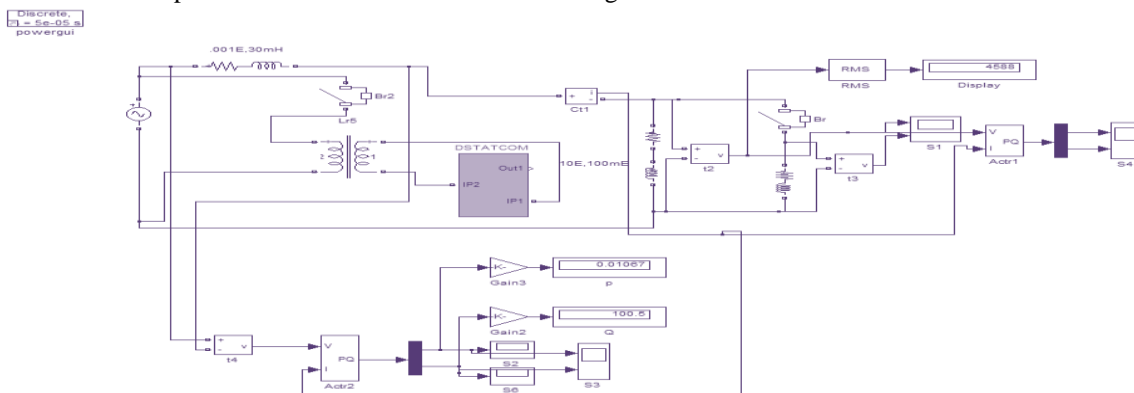 Discrete,
= 5e-05 s
powergui
.001E,30mH
Br2
Lr5
2
1
DSTATCOM
Out1
IP2
IP1
+
-
i
Ct1
10E,100mE
+
-
v
t2
RMS
RMS
4588
Display
Br
+
-
v
t3
S1
V
I
PQ
Actr1
S4
K-
Gain3
0.01067
p
K-
Gain2
100.5
Q
+
-
v
t4
V
I
PQ
Actr2
S2
S6
S3